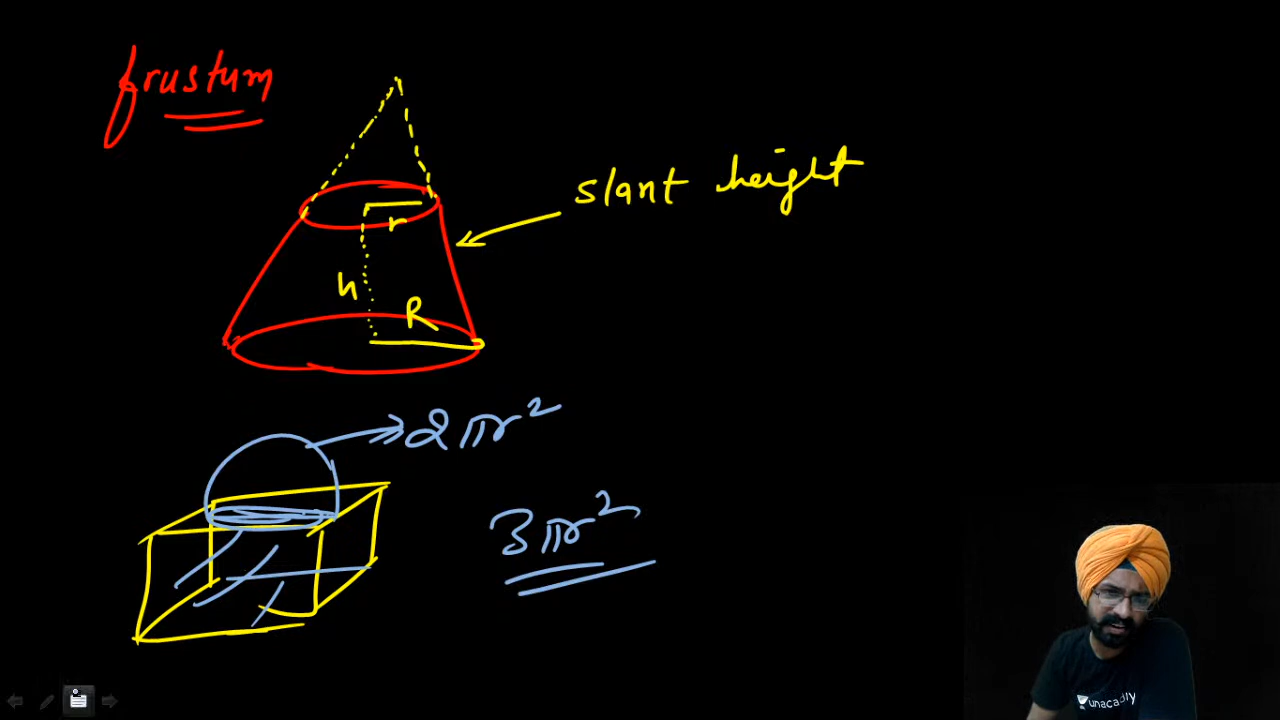 frustum
slant height
r
h
R
2πr²
3πr²
unacademy